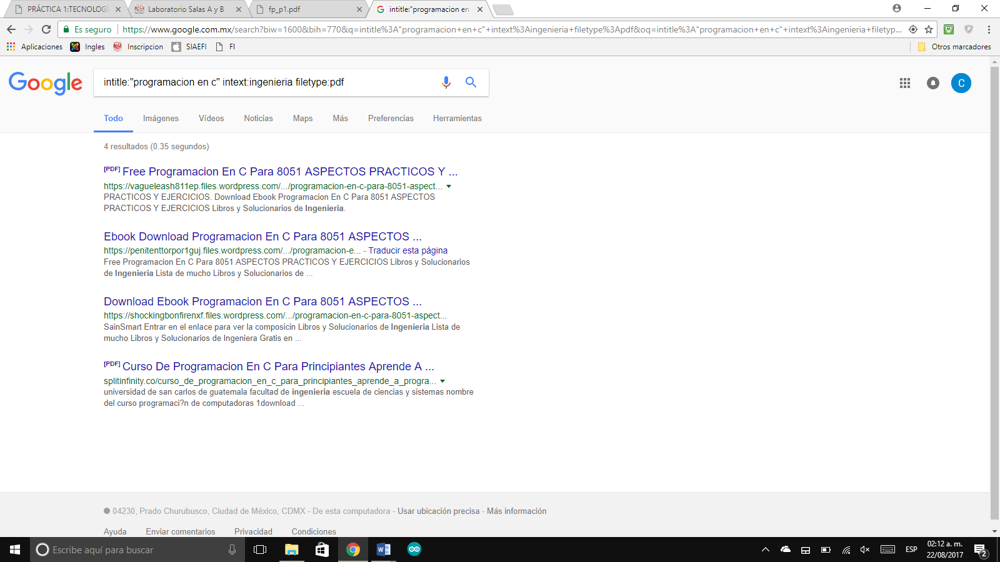 PRÁCTICA 1:TECNOLOGÍ
Laboratorio Salas A y B
fp_p1.pdf
intitle:"programacion en
Es seguro
https://www.google.com.mx/search?biw=1600&bih=770&q=intitle%3A"programacion+en+c"+intext%3Aingenieria+filetype%3Apdf&oq=intitle%3A"programacion+en+c"+intext%3Aingenieria+filetyp...
Aplicaciones
Ingles
Inscripcion
SIAEFI
FI
Otros marcadores
Google
intitle:"programacion en c" intext:ingenieria filetype:pdf
C
Todo
Imágenes
Vídeos
Noticias
Maps
Más
Preferencias
Herramientas
4 resultados (0.35 segundos)
[PDF] Free Programacion En C Para 8051 ASPECTOS PRACTICOS Y ...
https://vagueleash811ep.files.wordpress.com/.../programacion-en-c-para-8051-aspect...
PRACTICOS Y EJERCICIOS. Download Ebook Programacion En C Para 8051 ASPECTOS
PRACTICOS Y EJERCICIOS Libros y Solucionarios de Ingenieria.
Ebook Download Programacion En C Para 8051 ASPECTOS ...
https://penitenttorpor1guj.files.wordpress.com/.../programacion-e... - Traducir esta página
Free Programacion En C Para 8051 ASPECTOS PRACTICOS Y EJERCICIOS Libros y Solucionarios
de Ingenieria Lista de mucho Libros y Solucionarios de ...
Download Ebook Programacion En C Para 8051 ASPECTOS ...
https://shockingbonfirenxf.files.wordpress.com/.../programacion-en-c-para-8051-aspect...
SainSmart Entrar en el enlace para ver la composicin Libros y Solucionarios de Ingenieria Lista de
mucho Libros y Solucionarios de Ingeniera Gratis en ...
[PDF] Curso De Programacion En C Para Principiantes Aprende A ...
splitinfinity.co/curso_de_programacion_en_c_para_principiantes_aprende_a_progra...
universidad de san carlos de guatemala facultad de ingenieria escuela de ciencias y sistemas nombre
del curso programaci?n de computadoras 1download ...
04230, Prado Churubusco, Ciudad de México, CDMX - De esta computadora - Usar ubicación precisa - Más información
Ayuda
Enviar comentarios
Privacidad
Condiciones
Escribe aquí para buscar
ESP
02:12 a. m.
22/08/2017
2